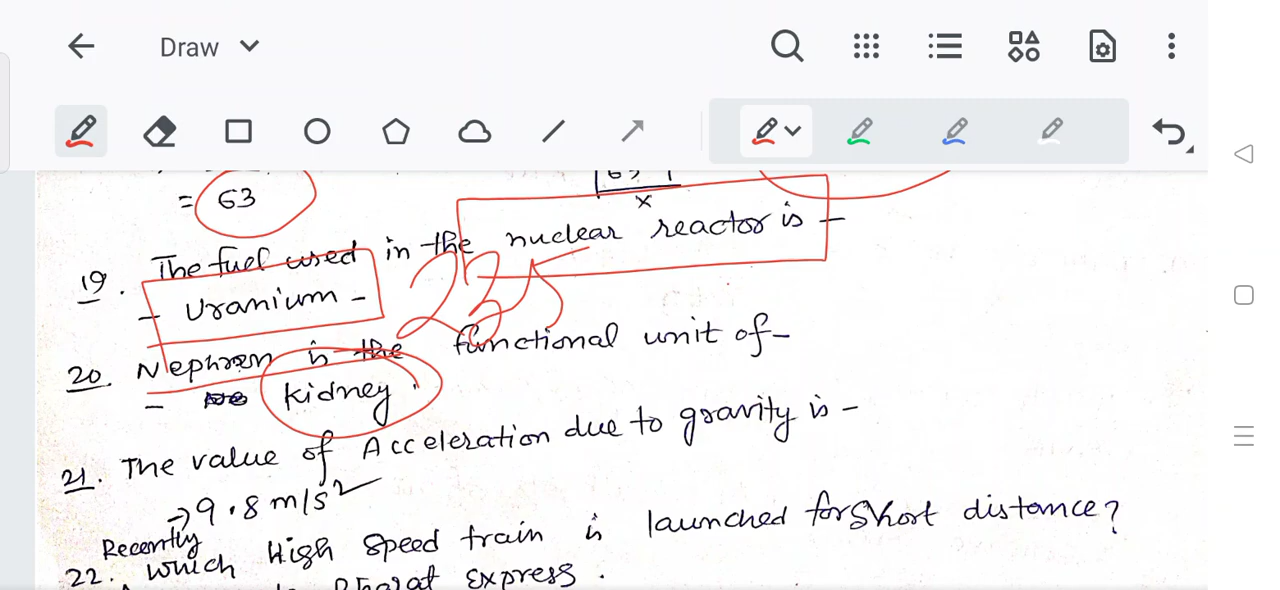 Draw
= 63
x
19. The fuel used in the nuclear reactor is -
- Uranium - 235
20. Nephron is the functional unit of -
- kidney.
21. The value of Acceleration due to gravity is -
→ 9.8 m/s²
Recently
22. which High speed train is launched for short distance?
Bharat Express.